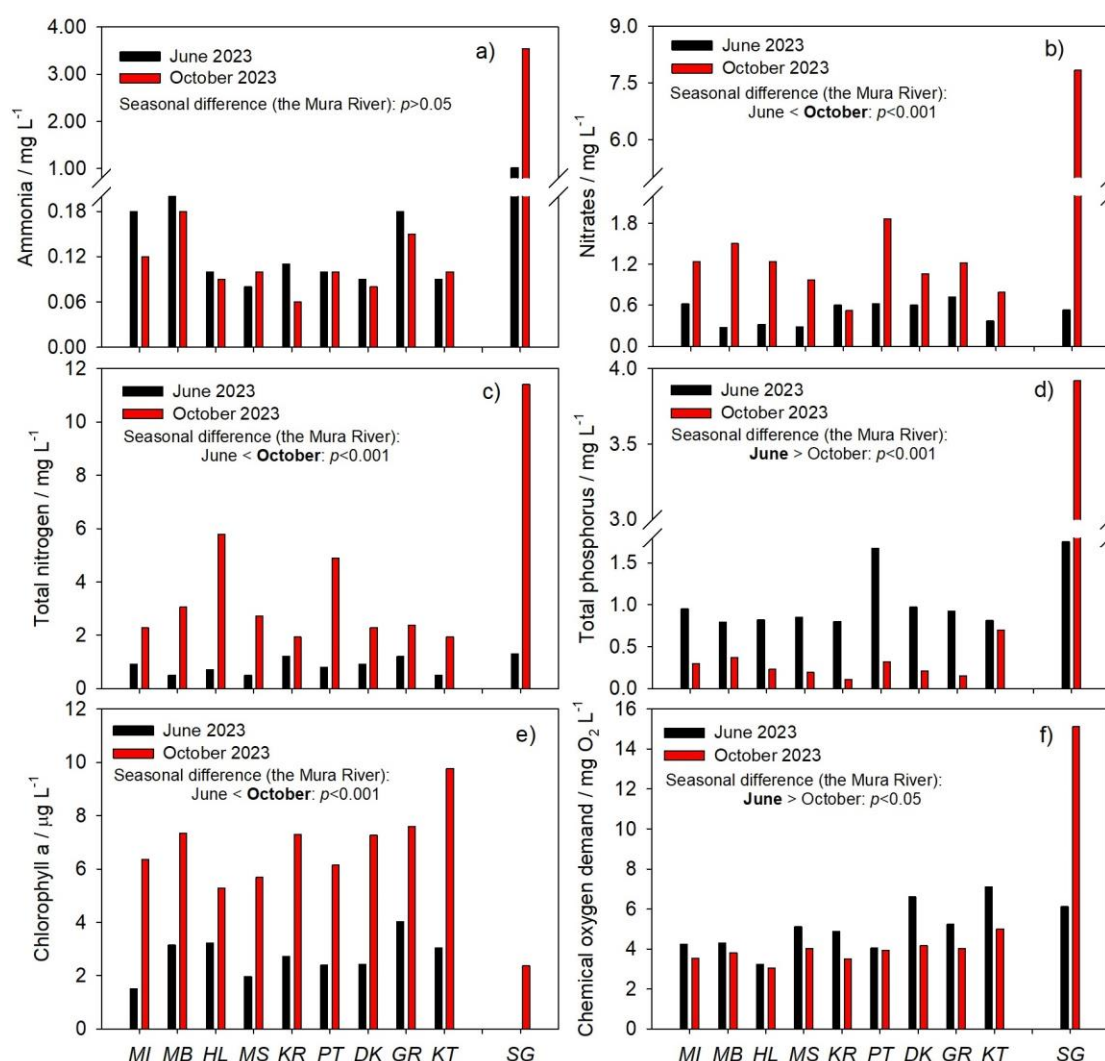 4.00
3.00
2.00
1.00
0.18
0.12
0.06
0.00
Ammonia / mg L⁻¹
June 2023
October 2023
a)
Seasonal difference (the Mura River): p>0.05
9.0
7.5
1.8
1.2
0.6
0.0
Nitrates / mg L⁻¹
June 2023
October 2023
b)
Seasonal difference (the Mura River):
June < October: p<0.001
12
10
8
6
4
2
0
Total nitrogen / mg L⁻¹
June 2023
October 2023
c)
Seasonal difference (the Mura River):
June < October: p<0.001
4.0
3.5
3.0
1.5
1.0
0.5
0.0
Total phosphorus / mg L⁻¹
June 2023
October 2023
d)
Seasonal difference (the Mura River):
June > October: p<0.001
12
10
8
6
4
2
0
Chlorophyll a / µg L⁻¹
June 2023
October 2023
e)
Seasonal difference (the Mura River):
June < October: p<0.001
MI MB HL MS KR PT DK GR KT SG
16
14
12
10
8
6
4
2
0
Chemical oxygen demand / mg O₂ L⁻¹
June 2023
October 2023
f)
Seasonal difference (the Mura River):
June > October: p<0.05
MI MB HL MS KR PT DK GR KT SG